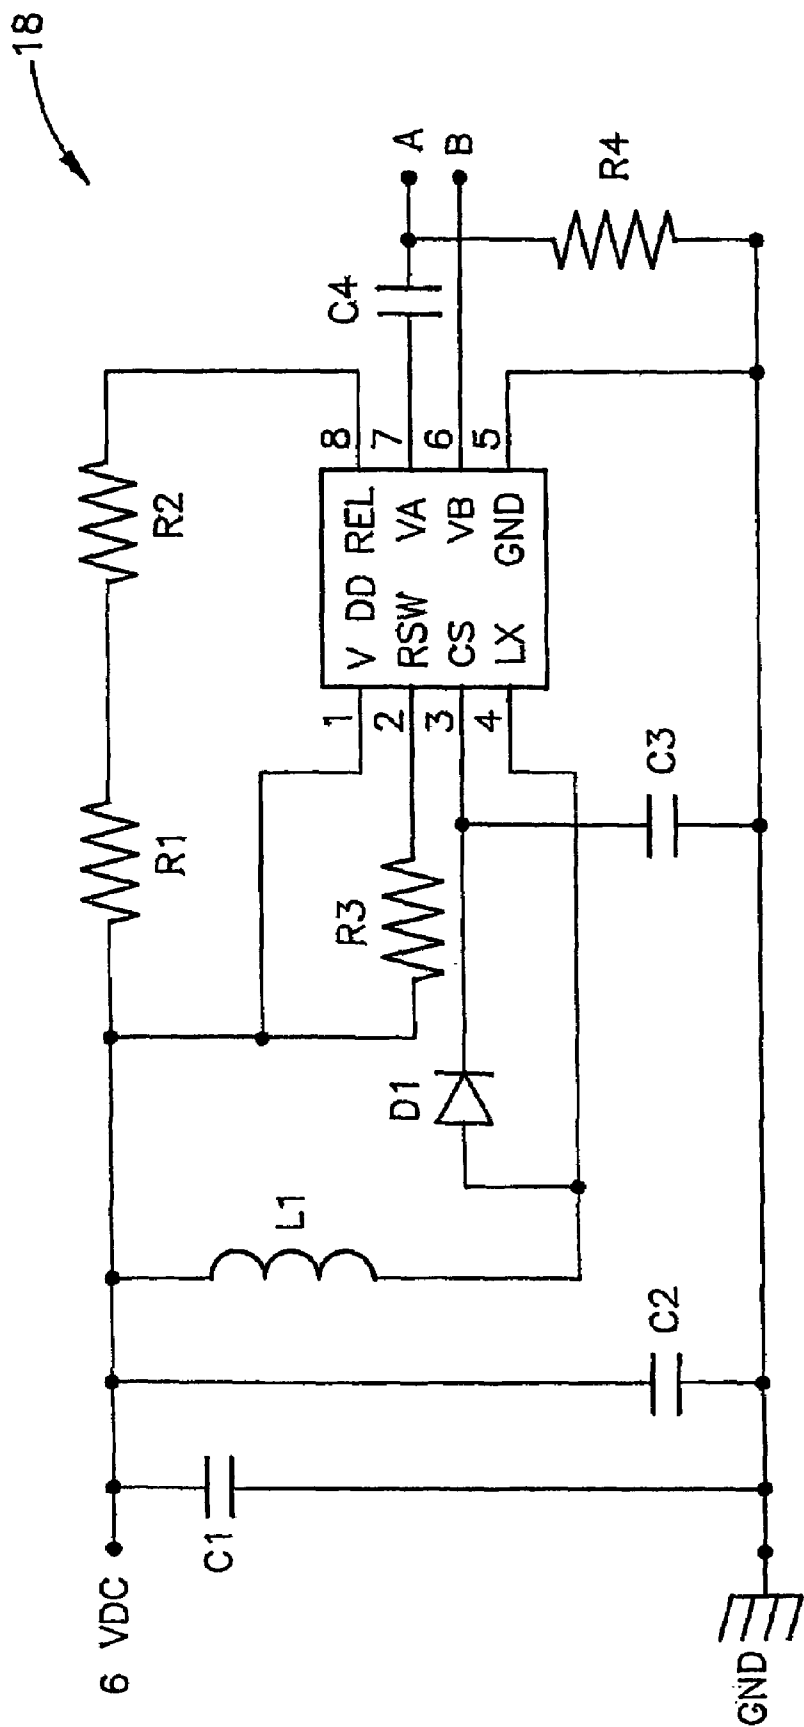 18
R1
R2
6 VDC
C1
L1
R3
D1
C4
A
B
1
V DD
REL
8
2
RSW
VA
7
3
CS
VB
6
4
LX
GND
5
C2
C3
R4
GND